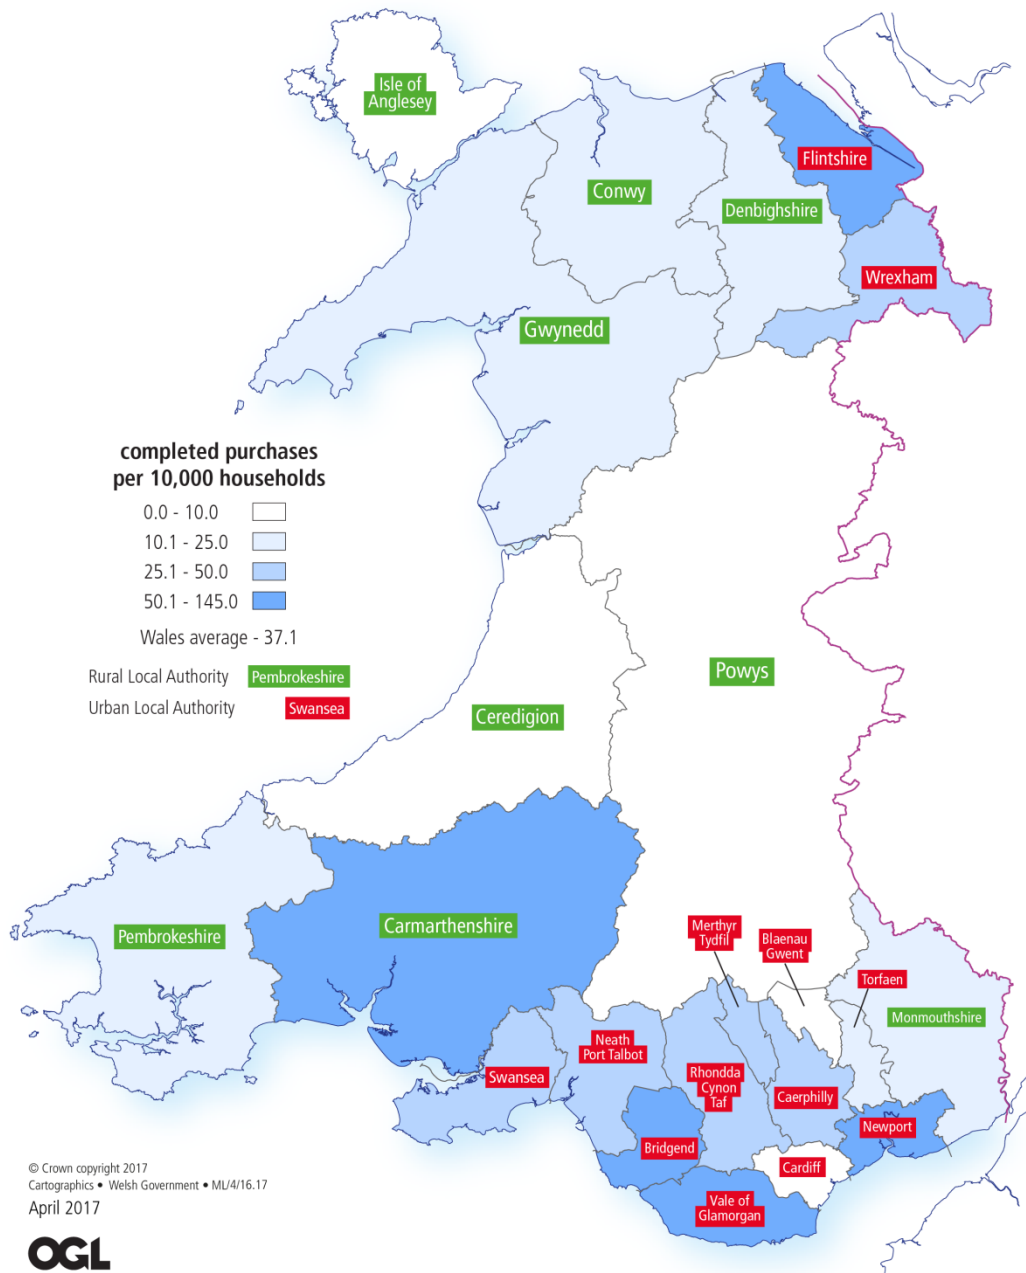 Isle of
Anglesey
Flintshire
Conwy
Denbighshire
Wrexham
Gwynedd
completed purchases
per 10,000 households
0.0 - 10.0
10.1 - 25.0
25.1 - 50.0
50.1 - 145.0
Wales average - 37.1
Rural Local Authority Pembrokeshire
Urban Local Authority Swansea
Powys
Ceredigion
Carmarthenshire
Pembrokeshire
Merthyr
Tydfil
Blaenau
Gwent
Torfaen
Monmouthshire
Neath
Port Talbot
Swansea
Rhondda
Cynon
Taf
Caerphilly
Newport
Bridgend
Cardiff
Vale of
Glamorgan
© Crown copyright 2017
Cartographics • Welsh Government • ML/4/16.17
April 2017
OGL